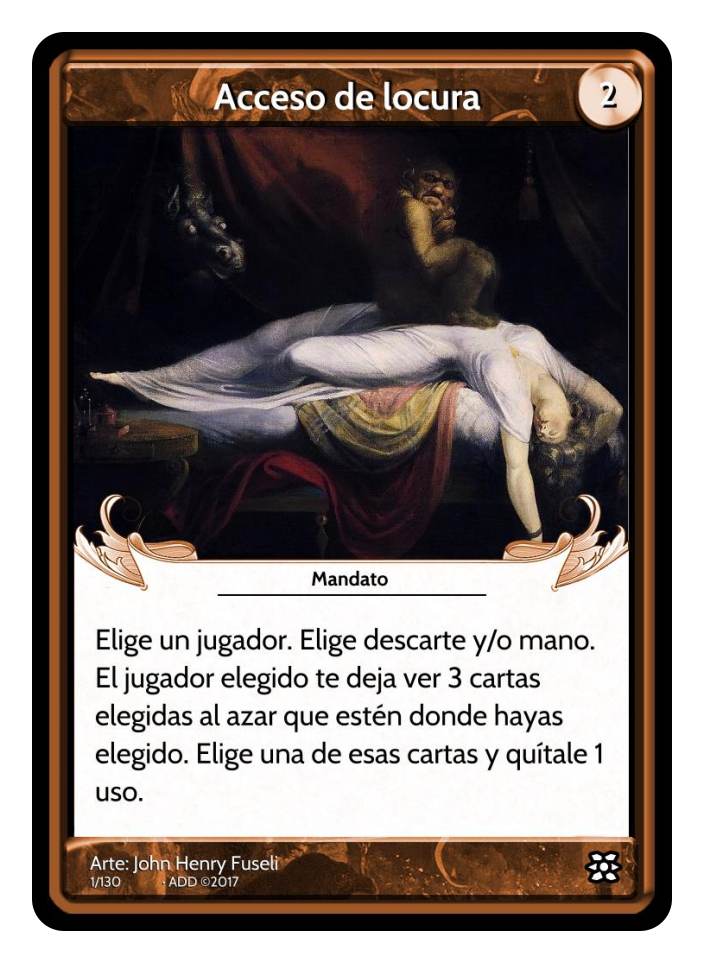 Acceso de locura
2
Mandato
Elige un jugador. Elige descarte y/o mano.
El jugador elegido te deja ver 3 cartas
elegidas al azar que estén donde hayas
elegido. Elige una de esas cartas y quítale 1
uso.
Arte: John Henry Fuseli
1/130 · ADD ©2017